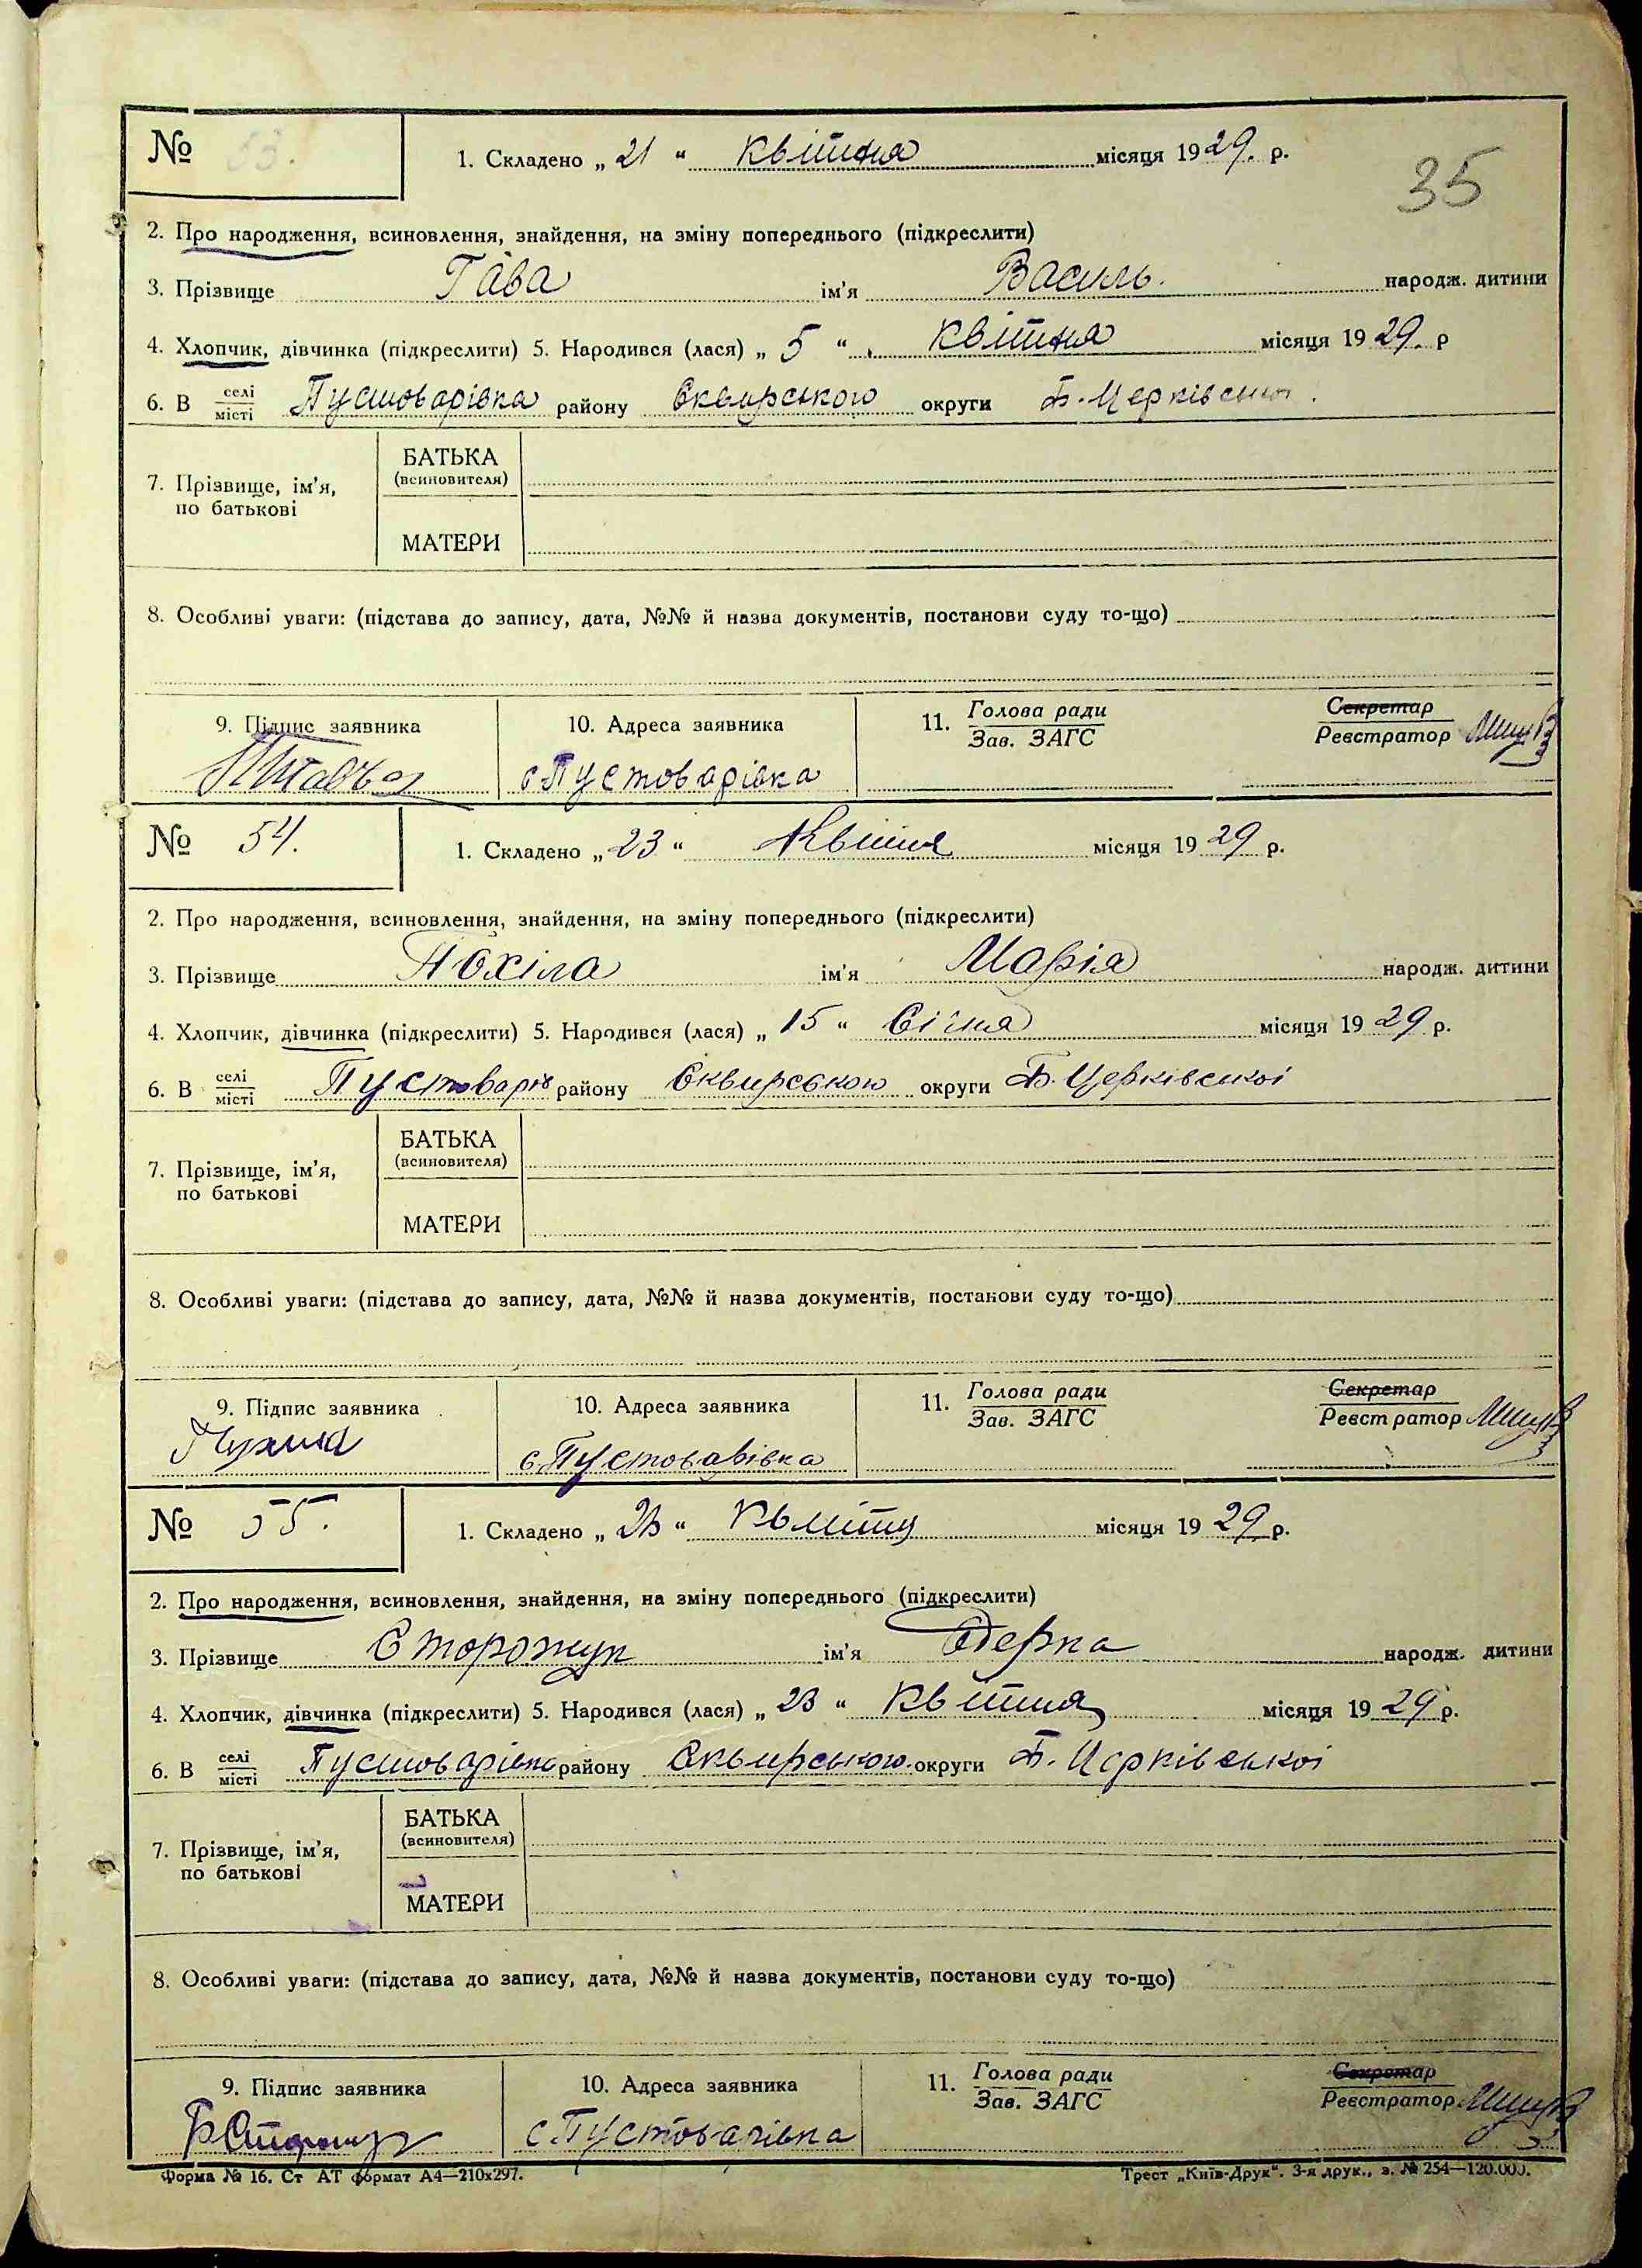 № 53.
1. Складено „ 21 “ квітня місяця 1929. р.
35
2. Про народження, всиновлення, знайдення, на зміну попереднього (підкреслити)
3. Прізвище Гава ім'я Василь. народж. дитини
4. Хлопчик, дівчинка (підкреслити) 5. Народився (лася) „ 5 “ квітня місяця 1929. р
6. В селі місті Пустоварівка району Сквирського округи Б. Церківської
7. Прізвище, ім'я, по батькові
БАТЬКА
(всиновителя)
МАТЕРИ
8. Особливі уваги: (підстава до запису, дата, №№ й назва документів, постанови суду то-що)
9. Підпис заявника 10. Адреса заявника 11. Голова ради Зав. ЗАГС Секретар Реєстратор
с Пустоварівка
№ 54.
1. Складено „ 23 “ місяця 1929 р.
2. Про народження, всиновлення, знайдення, на зміну попереднього (підкреслити)
3. Прізвище Похіла ім'я Марія народж. дитини
4. Хлопчик, дівчинка (підкреслити) 5. Народився (лася) „ 15 “ Січня місяця 1929 р.
6. В селі місті Пустоварів району Сквирською округи Б. Церківської
7. Прізвище, ім'я, по батькові
БАТЬКА
(всиновителя)
МАТЕРИ
8. Особливі уваги: (підстава до запису, дата, №№ й назва документів, постанови суду то-що)
9. Підпис заявника 10. Адреса заявника 11. Голова ради Зав. ЗАГС Секретар Реєстратор
с. Пустоварівка
№ 55.
1. Складено „ 23 “ місяця 1929 р.
2. Про народження, всиновлення, знайдення, на зміну попереднього (підкреслити)
3. Прізвище Сторожук ім'я народж. дитини
4. Хлопчик, дівчинка (підкреслити) 5. Народився (лася) „ 23 “ Квітня місяця 1929 р.
6. В селі місті Пустоварівка району Сквирського округи Б. Церківської
7. Прізвище, ім'я, по батькові
БАТЬКА
(всиновителя)
МАТЕРИ
8. Особливі уваги: (підстава до запису, дата, №№ й назва документів, постанови суду то-що)
9. Підпис заявника 10. Адреса заявника 11. Голова ради Зав. ЗАГС Секретар Реєстратор
с Пустоварівка
Форма № 16. Ст АТ формат А4—210х297. Трест „Київ-Друк“. 3-я друк., з. № 254—120.000.